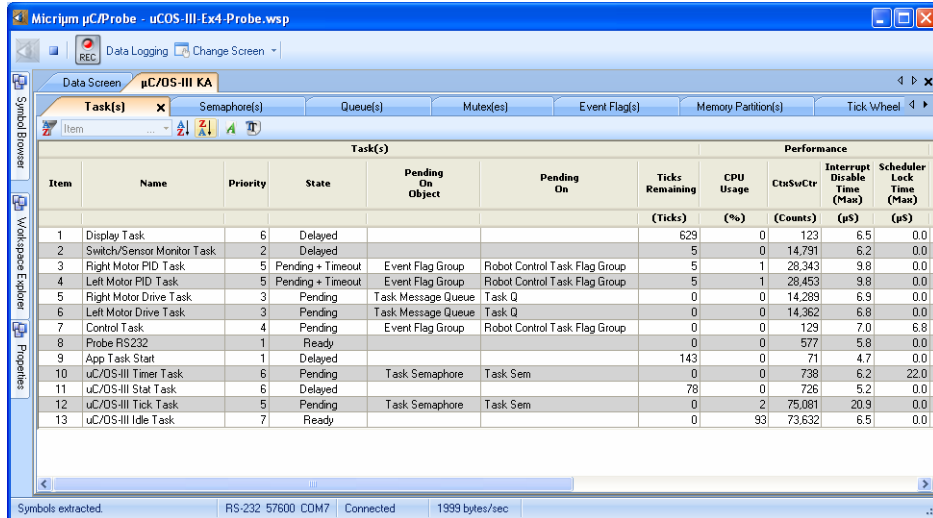 Micriµm µC/Probe - uCOS-III-Ex4-Probe.wsp
REC Data Logging Change Screen
Data Screen µC/OS-III KA
Task(s) Semaphore(s) Queue(s) Mutex(es) Event Flag(s) Memory Partition(s) Tick Wheel
Item ...
Symbol Browser
Workspace Explorer
Properties
Task(s) Performance
Item Name Priority State Pending On Object Pending On Ticks Remaining CPU Usage CtxSwCtr Interrupt Disable Time (Max) Scheduler Lock Time (Max)
(Ticks) (%) (Counts) (µS) (µS)
1 Display Task 6 Delayed 629 0 123 6.5 0.0
2 Switch/Sensor Monitor Task 2 Delayed 5 0 14,791 6.2 0.0
3 Right Motor PID Task 5 Pending + Timeout Event Flag Group Robot Control Task Flag Group 5 1 28,343 9.8 0.0
4 Left Motor PID Task 5 Pending + Timeout Event Flag Group Robot Control Task Flag Group 5 1 28,453 9.8 0.0
5 Right Motor Drive Task 3 Pending Task Message Queue Task Q 0 0 14,289 6.9 0.0
6 Left Motor Drive Task 3 Pending Task Message Queue Task Q 0 0 14,362 6.8 0.0
7 Control Task 4 Pending Event Flag Group Robot Control Task Flag Group 0 0 129 7.0 6.8
8 Probe RS232 1 Ready 0 0 577 5.8 0.0
9 App Task Start 1 Delayed 143 0 71 4.7 0.0
10 uC/OS-III Timer Task 6 Pending Task Semaphore Task Sem 0 0 738 6.2 22.0
11 uC/OS-III Stat Task 6 Delayed 78 0 726 5.2 0.0
12 uC/OS-III Tick Task 5 Pending Task Semaphore Task Sem 0 2 75,081 20.9 0.0
13 uC/OS-III Idle Task 7 Ready 0 93 73,632 6.5 0.0
Symbols extracted. RS-232 57600 COM7 Connected 1999 bytes/sec